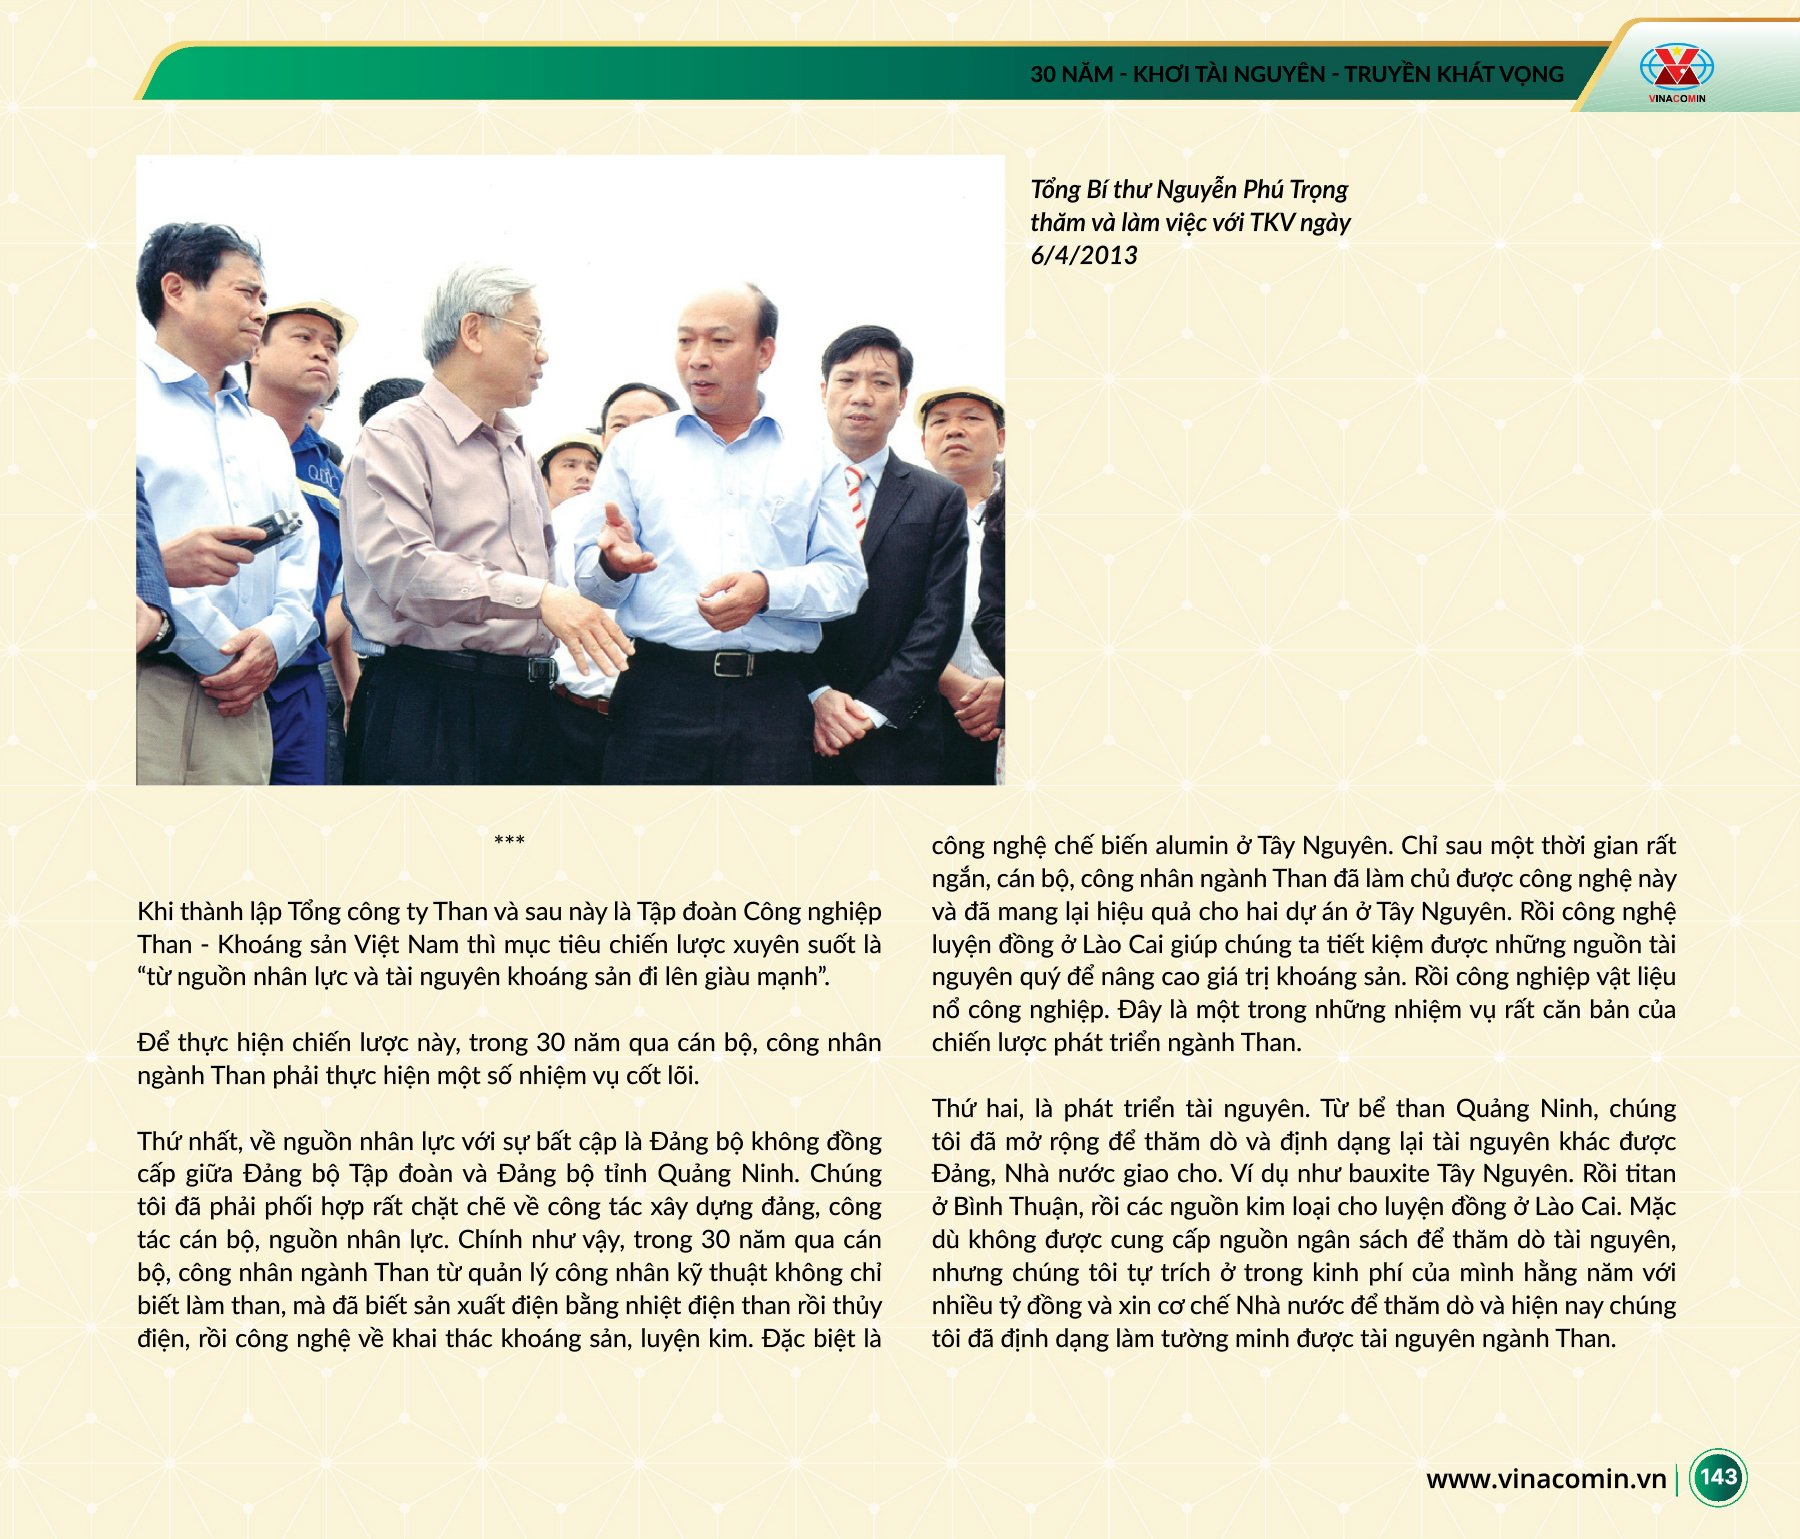 30 NĂM - KHƠI TÀI NGUYÊN - TRUYỀN KHÁT VỌNG
VINACOMIN
Tổng Bí thư Nguyễn Phú Trọng
thăm và làm việc với TKV ngày
6/4/2013
***
Khi thành lập Tổng công ty Than và sau này là Tập đoàn Công nghiệp
Than - Khoáng sản Việt Nam thì mục tiêu chiến lược xuyên suốt là
“từ nguồn nhân lực và tài nguyên khoáng sản đi lên giàu mạnh”.
Để thực hiện chiến lược này, trong 30 năm qua cán bộ, công nhân
ngành Than phải thực hiện một số nhiệm vụ cốt lõi.
Thứ nhất, về nguồn nhân lực với sự bất cập là Đảng bộ không đồng
cấp giữa Đảng bộ Tập đoàn và Đảng bộ tỉnh Quảng Ninh. Chúng
tôi đã phải phối hợp rất chặt chẽ về công tác xây dựng đảng, công
tác cán bộ, nguồn nhân lực. Chính như vậy, trong 30 năm qua cán
bộ, công nhân ngành Than từ quản lý công nhân kỹ thuật không chỉ
biết làm than, mà đã biết sản xuất điện bằng nhiệt điện than rồi thủy
điện, rồi công nghệ về khai thác khoáng sản, luyện kim. Đặc biệt là
công nghệ chế biến alumin ở Tây Nguyên. Chỉ sau một thời gian rất
ngắn, cán bộ, công nhân ngành Than đã làm chủ được công nghệ này
và đã mang lại hiệu quả cho hai dự án ở Tây Nguyên. Rồi công nghệ
luyện đồng ở Lào Cai giúp chúng ta tiết kiệm được những nguồn tài
nguyên quý để nâng cao giá trị khoáng sản. Rồi công nghiệp vật liệu
nổ công nghiệp. Đây là một trong những nhiệm vụ rất căn bản của
chiến lược phát triển ngành Than.
Thứ hai, là phát triển tài nguyên. Từ bể than Quảng Ninh, chúng
tôi đã mở rộng để thăm dò và định dạng lại tài nguyên khác được
Đảng, Nhà nước giao cho. Ví dụ như bauxite Tây Nguyên. Rồi titan
ở Bình Thuận, rồi các nguồn kim loại cho luyện đồng ở Lào Cai. Mặc
dù không được cung cấp nguồn ngân sách để thăm dò tài nguyên,
nhưng chúng tôi tự trích ở trong kinh phí của mình hằng năm với
nhiều tỷ đồng và xin cơ chế Nhà nước để thăm dò và hiện nay chúng
tôi đã định dạng làm tường minh được tài nguyên ngành Than.
www.vinacomin.vn
143